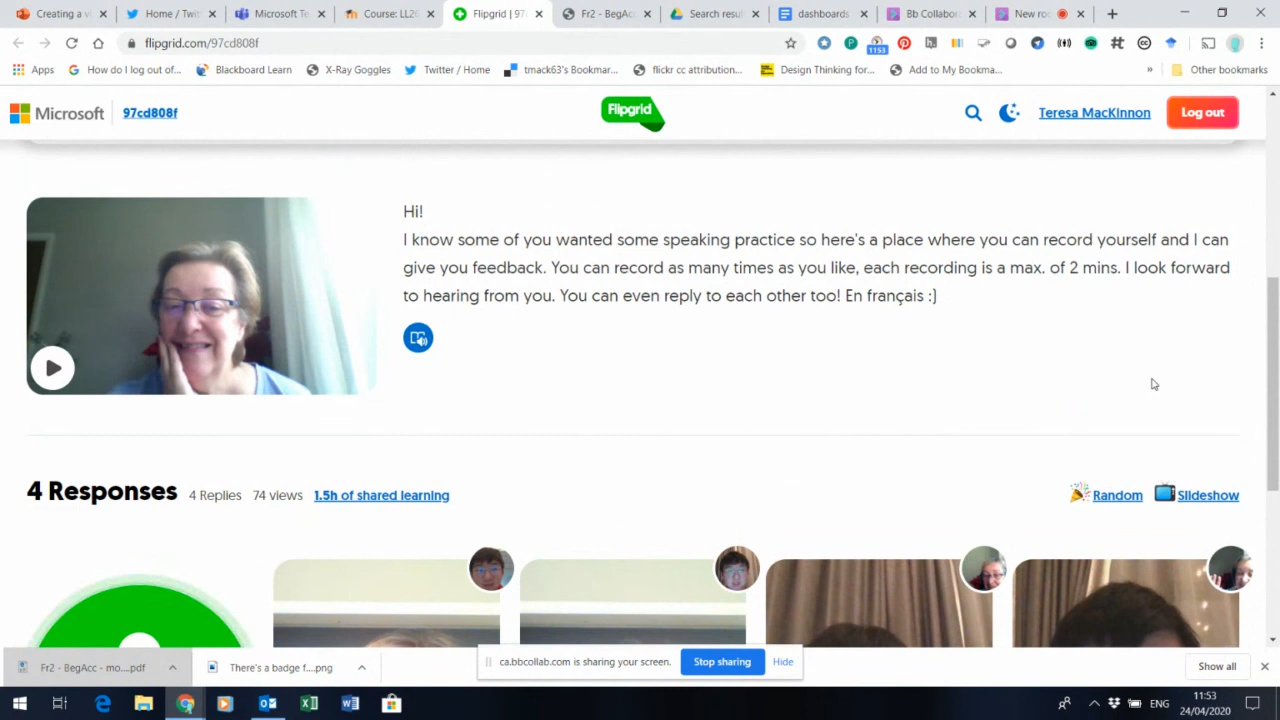 Creating a vi
Home / Twit
Microsoft Te
Course: LL26
Flipgrid | 97c
Fr2 - BegAcc
Search resul
dashboards
Bb Collabor
New roo
flipgrid.com/97cd808f
1153
Apps
How do I log out of...
Blackboard Learn
X-Ray Goggles
Twitter / Home
tmack63's Bookmar...
flickr cc attribution...
Design Thinking for...
Add to My Bookma...
»
Other bookmarks
Microsoft
97cd808f
Flipgrid
Teresa MacKinnon
Log out
Hi!
I know some of you wanted some speaking practice so here's a place where you can record yourself and I can
give you feedback. You can record as many times as you like, each recording is a max. of 2 mins. I look forward
to hearing from you. You can even reply to each other too! En français :)
4 Responses 4 Replies 74 views 1.5h of shared learning
Random
Slideshow
Fr2 - BegAcc - mo....pdf
There's a badge f....png
ca.bbcollab.com is sharing your screen.
Stop sharing
Hide
Show all
ENG
11:53
24/04/2020